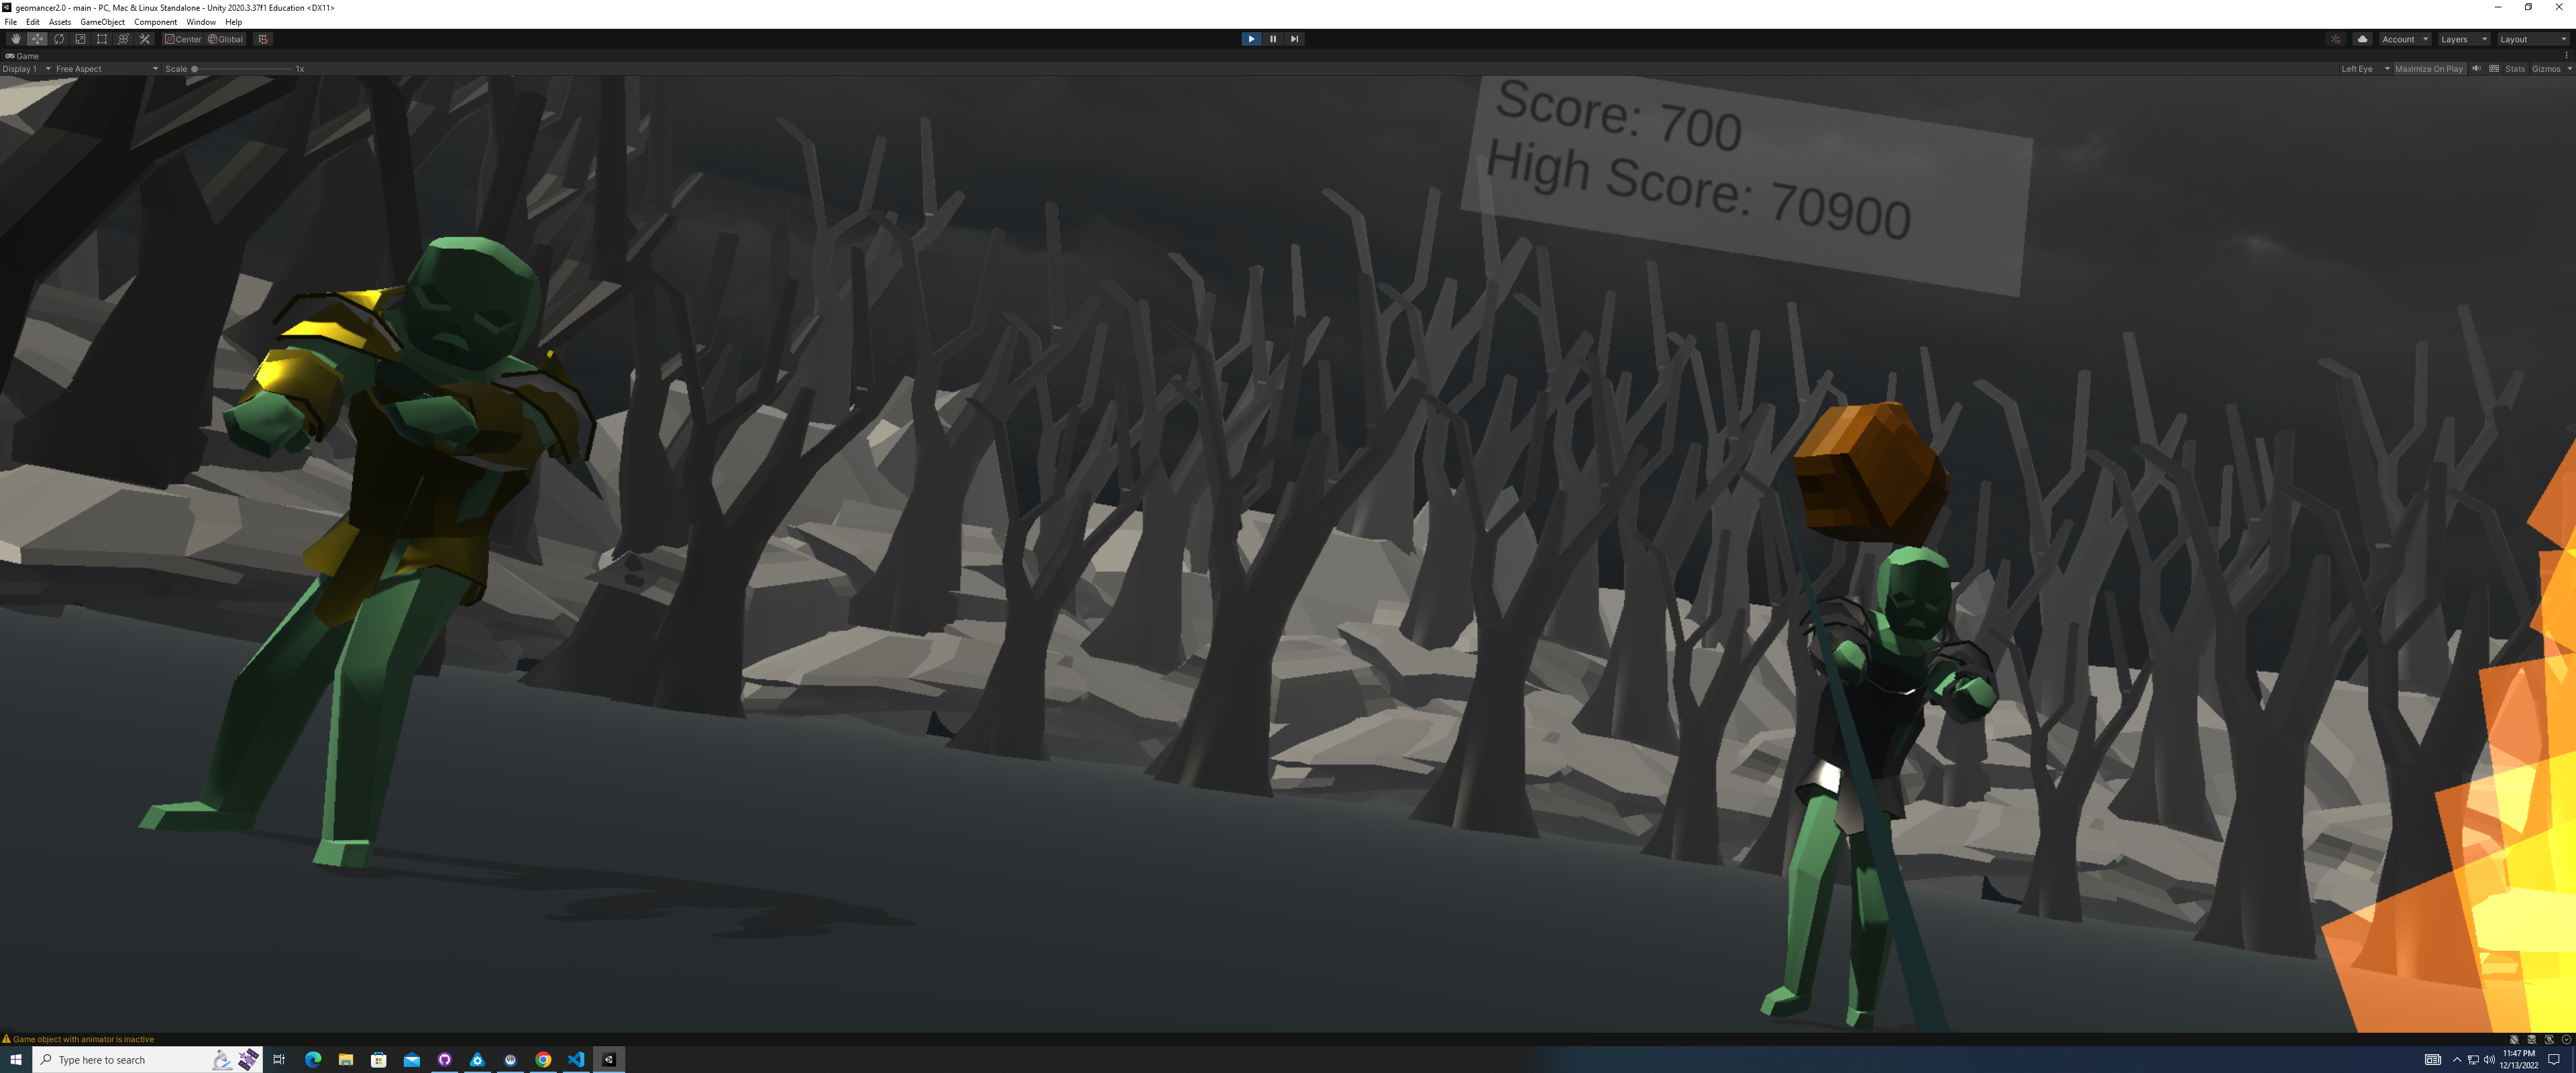 geomancer2.0 - main - PC, Mac & Linux Standalone - Unity 2020.3.37f1 Education <DX11>
File Edit Assets GameObject Component Window Help
Center Global Account Layers Layout
Game
Display 1 Free Aspect Scale 1x Left Eye Maximize On Play Stats Gizmos
Score: 700
High Score: 70900
Game object with animator is inactive
Type here to search
11:47 PM
12/13/2022